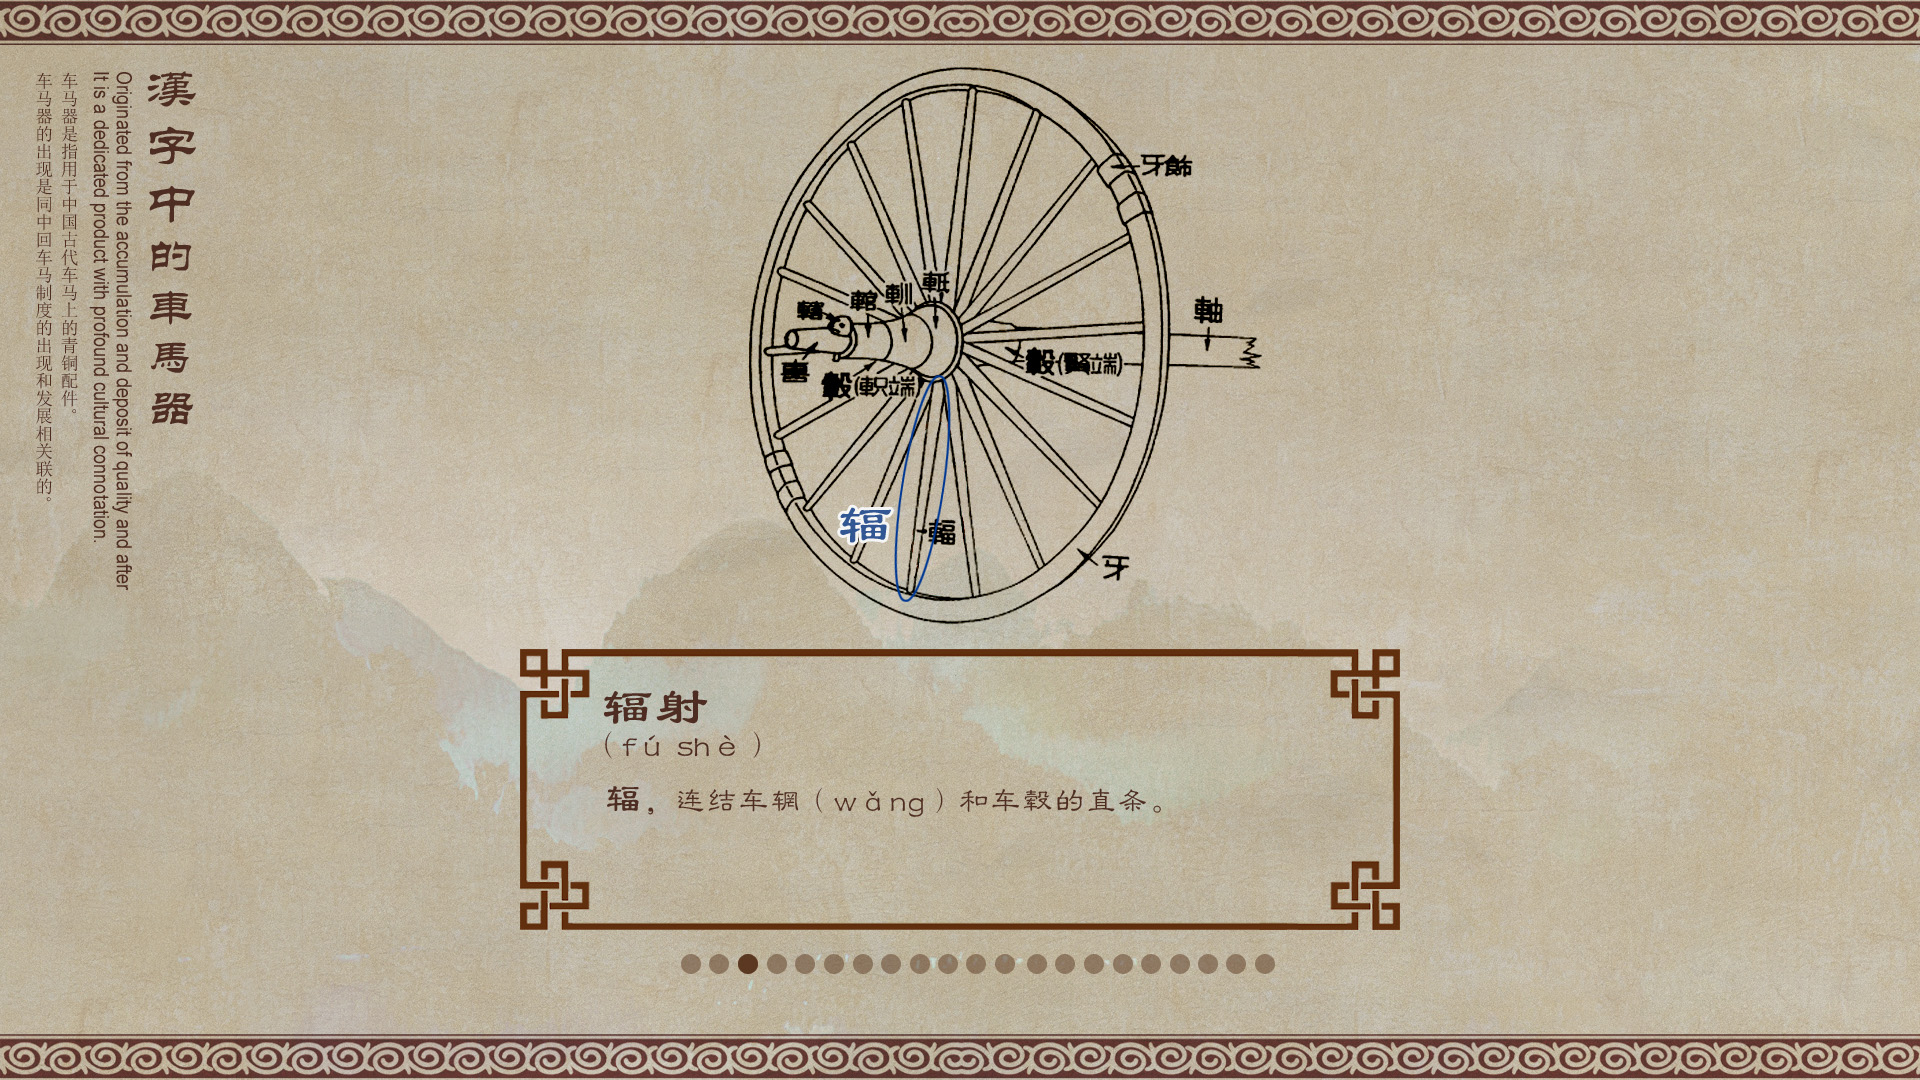 漢字中的車馬器
Originated from the accumulation and deposit of quality and after
It is a dedicated product with profound cultural connotation.
车马器是指用于中国古代车马上的青铜配件。
车马器的出现是同中回车马制度的出现和发展相关联的。
牙飾
軝
軸
輨
轄
軎
轂(軹端)
轂(賢端)
辐
輻
牙
辐射
(fú shè)
辐，连结车辋（wǎng）和车毂的直条。